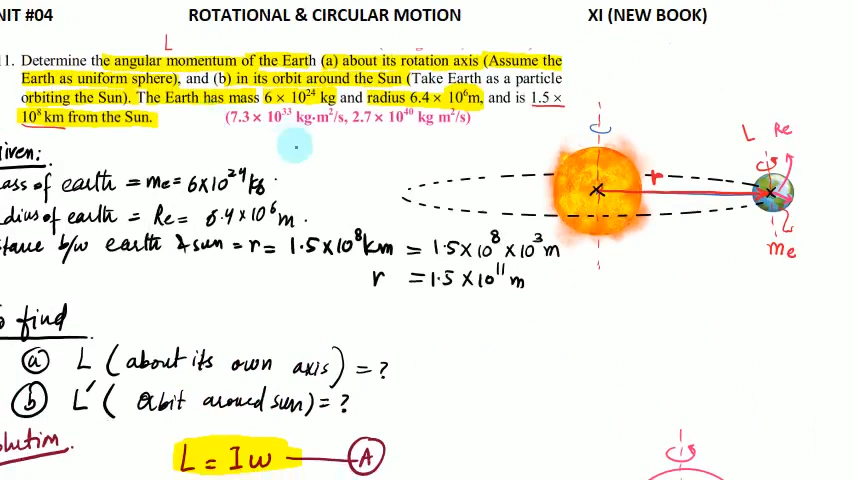 NIT #04 ROTATIONAL & CIRCULAR MOTION XI (NEW BOOK)
L
11. Determine the angular momentum of the Earth (a) about its rotation axis (Assume the
Earth as uniform sphere), and (b) in its orbit around the Sun (Take Earth as a particle
orbiting the Sun). The Earth has mass 6 × 10²⁴ kg and radius 6.4 × 10⁶m, and is 1.5 ×
10⁸ km from the Sun. (7.3 × 10³³ kg·m²/s, 2.7 × 10⁴⁰ kg m²/s)
L Re
r
me
iven:
ass of earth = me = 6×10²⁴ kg.
adius of earth = Re = 6.4×10⁶ m.
stance b/w earth & sun = r = 1.5×10⁸ km = 1.5×10⁸ ×10³ m
r = 1.5×10¹¹ m
o find
(a) L (about its own axis) = ?
(b) L' ( Orbit around sun) = ?
olution.
L = Iω — (A)